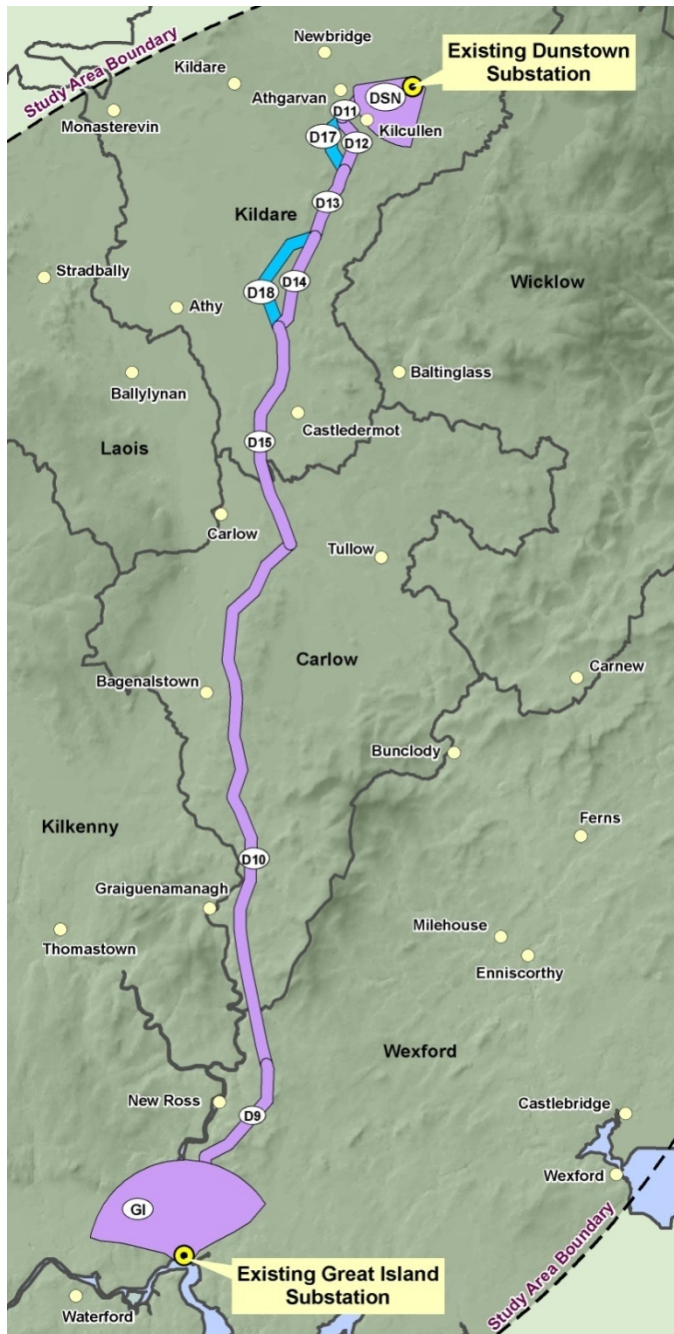 Study Area Boundary
Newbridge
Existing Dunstown
Substation
Kildare
Athgarvan
DSN
Monasterevin
D11
Kilcullen
D17
D12
D13
Kildare
Stradbally
D14
Wicklow
D18
Athy
Ballylynan
Baltinglass
Castledermot
Laois
D15
Carlow
Tullow
Carlow
Carnew
Bagenalstown
Bunclody
Kilkenny
Ferns
D10
Graiguenamanagh
Thomastown
Milehouse
Enniscorthy
Wexford
New Ross
D9
Castlebridge
Wexford
GI
Study Area Boundary
Existing Great Island
Substation
Waterford